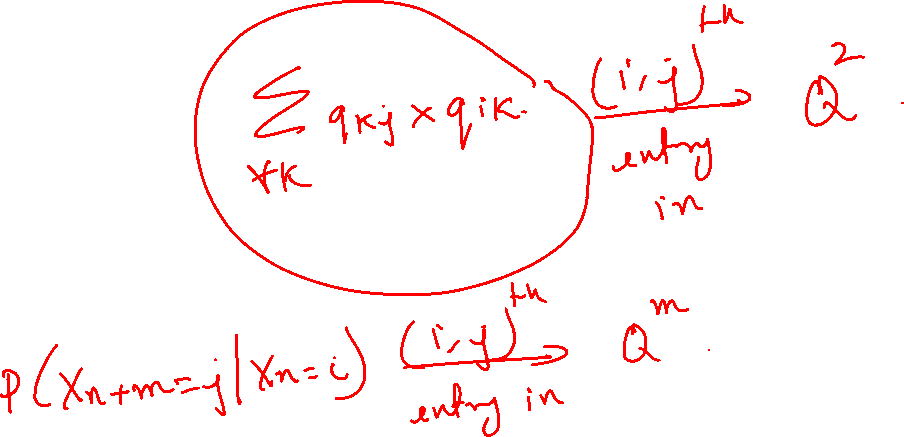 ∑ qkj × qik. (i,j)th entry in Q²
∀k
P(Xn+m=j|Xn=i) (i,j)th entry in Qᵐ